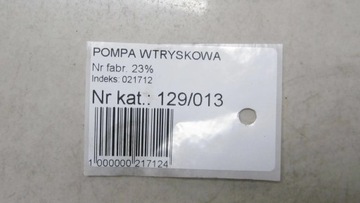 POMPA WTRYSKOWA
Nr fabr. 23%
Indeks: 021712
Nr kat.: 129/013
1 000000 217124